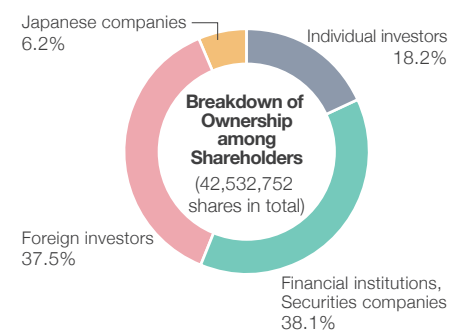 Japanese companies
6.2%
Individual investors
18.2%
Breakdown of
Ownership
among
Shareholders
(42,532,752
shares in total)
Foreign investors
37.5%
Financial institutions,
Securities companies
38.1%